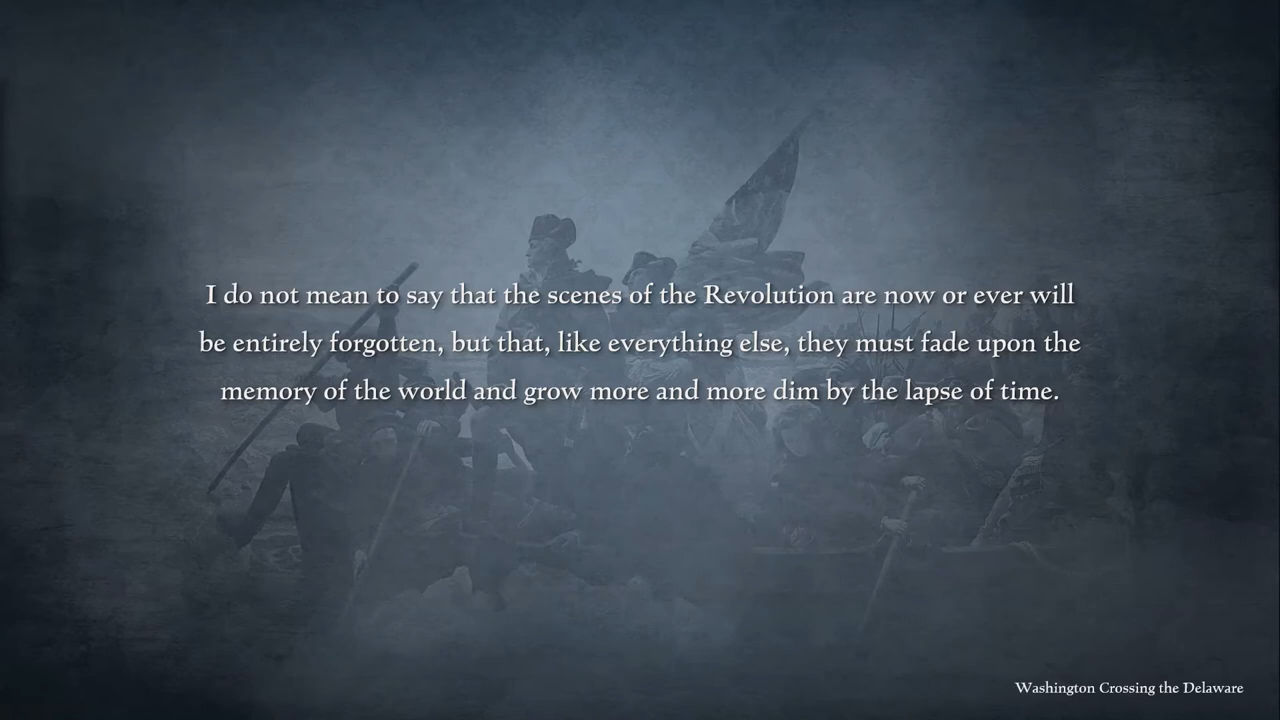 I do not mean to say that the scenes of the Revolution are now or ever will
be entirely forgotten, but that, like everything else, they must fade upon the
memory of the world and grow more and more dim by the lapse of time.
Washington Crossing the Delaware